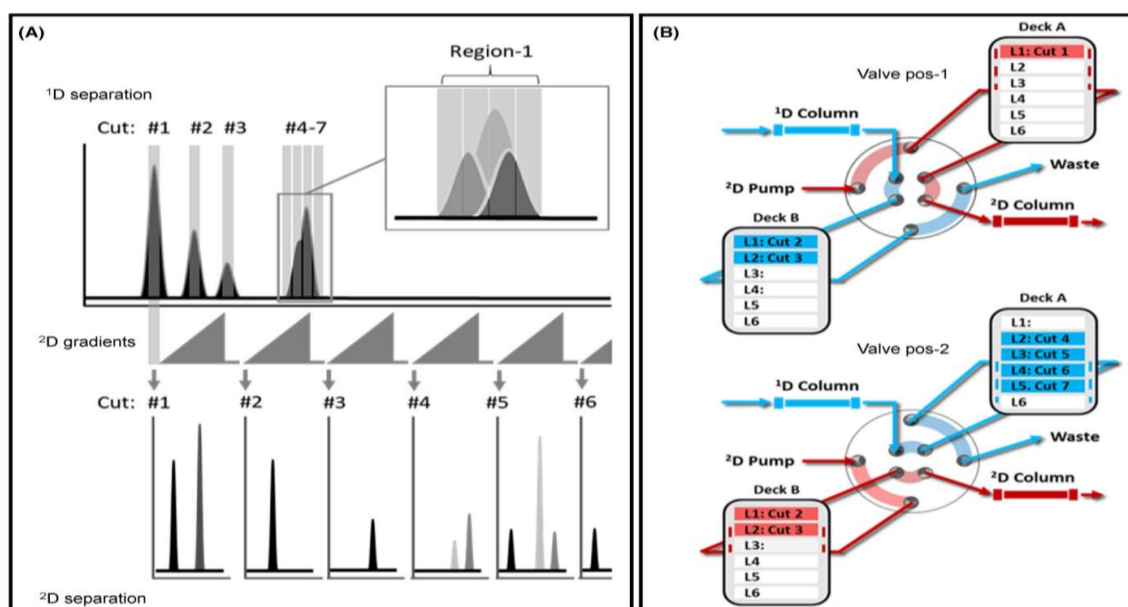 (A)
Region-1
¹D separation
Cut: #1 #2 #3 #4-7
²D gradients
Cut: #1 #2 #3 #4 #5 #6
²D separation
(B)
Deck A
Valve pos-1
L1: Cut 1
L2
L3
L4
L5
L6
¹D Column
Waste
²D Pump
²D Column
Deck B
L1: Cut 2
L2: Cut 3
L3:
L4:
L5
L6
Deck A
Valve pos-2
L1:
L2: Cut 4
L3: Cut 5
L4: Cut 6
L5. Cut 7
L6
¹D Column
Waste
²D Pump
²D Column
Deck B
L1: Cut 2
L2: Cut 3
L3:
L4
L5
L6